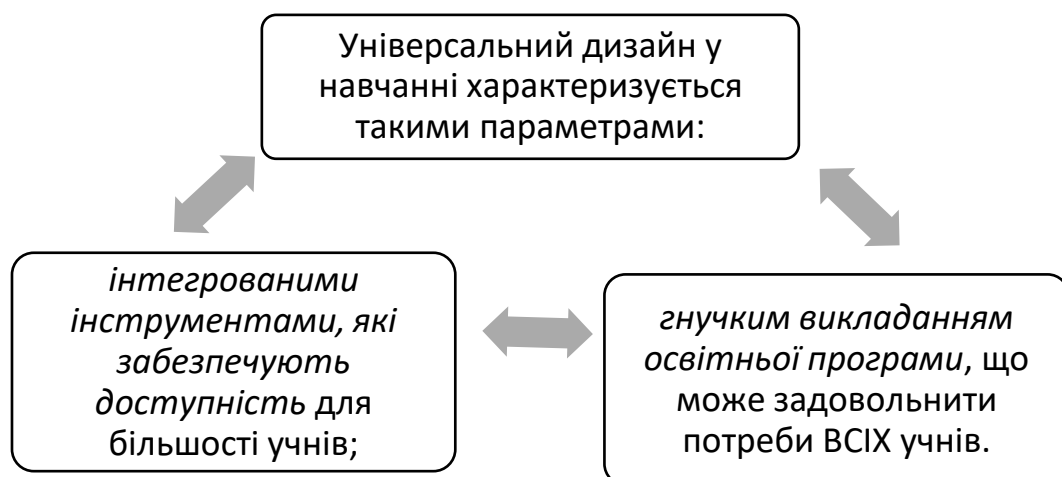 Універсальний дизайн у
навчанні характеризується
такими параметрами:
інтегрованими
інструментами, які
забезпечують
доступність для
більшості учнів;
гнучким викладанням
освітньої програми, що
може задовольнити
потреби ВСІХ учнів.